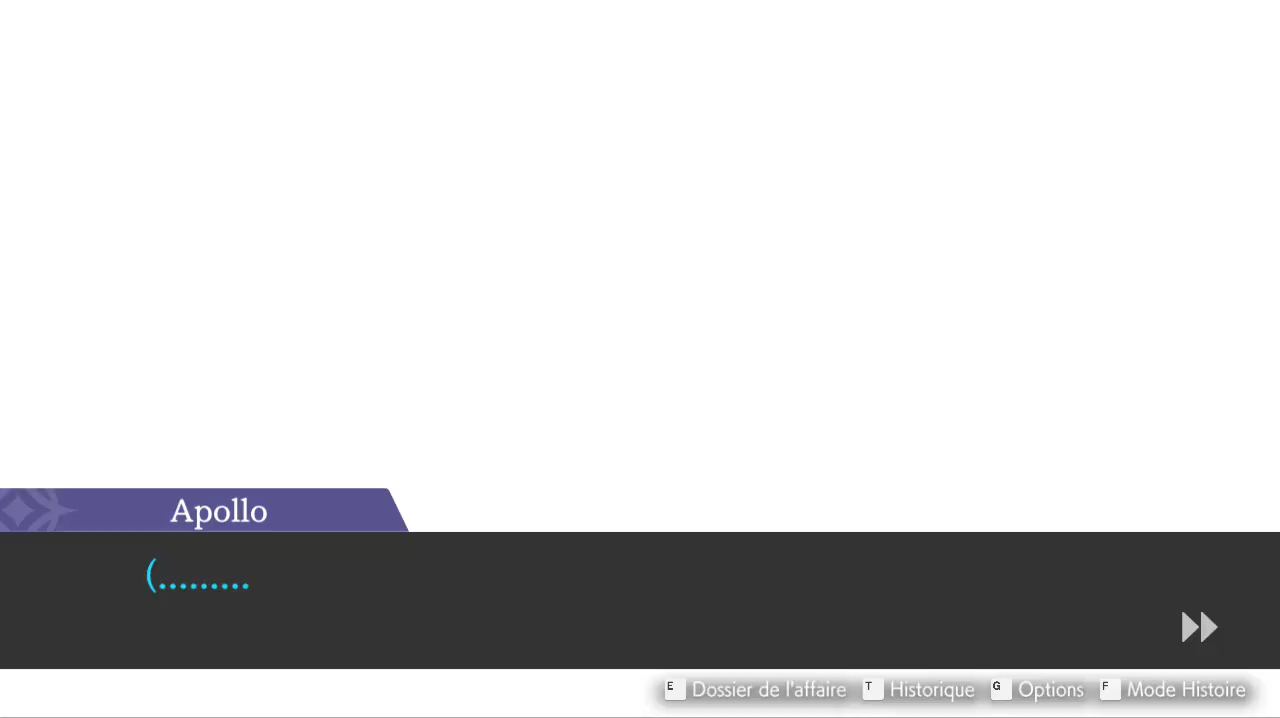 Apollo
(.........
E Dossier de l'affaire T Historique G Options F Mode Histoire